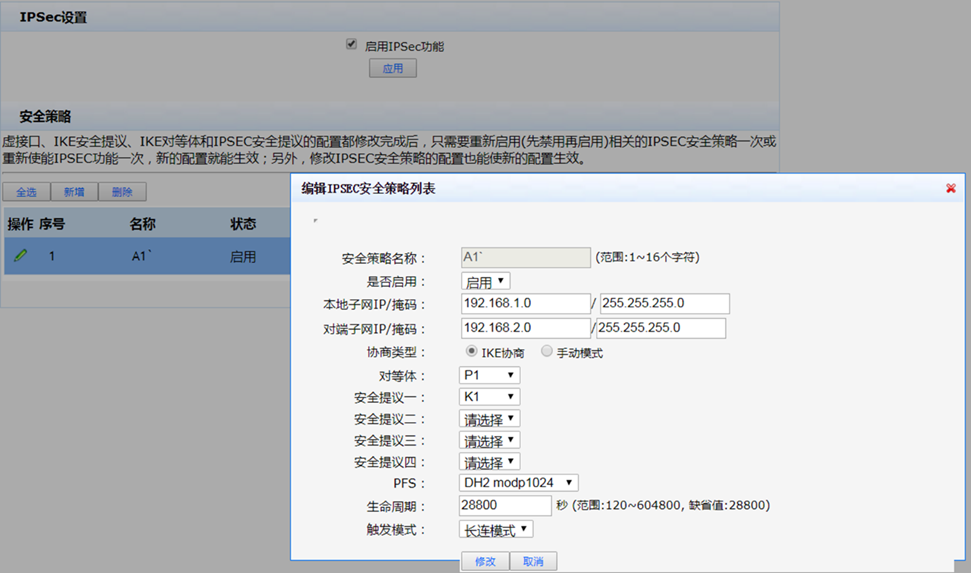 IPSec设置
启用IPSec功能
应用
安全策略
虚接口、IKE安全提议、IKE对等体和IPSEC安全提议的配置都修改完成后，只需要重新启用(先禁用再启用)相关的IPSEC安全策略一次或
重新使能IPSEC功能一次，新的配置就能生效；另外，修改IPSEC安全策略的配置也能使新的配置生效。
全选 新增 删除
操作 序号 名称 状态
1 A1` 启用
编辑IPSEC安全策略列表
安全策略名称： A1` (范围:1~16个字符)
是否启用： 启用
本地子网IP/掩码： 192.168.1.0 / 255.255.255.0
对端子网IP/掩码： 192.168.2.0 / 255.255.255.0
协商类型： IKE协商 手动模式
对等体： P1
安全提议一： K1
安全提议二： 请选择
安全提议三： 请选择
安全提议四： 请选择
PFS： DH2 modp1024
生命周期： 28800 秒 (范围:120~604800, 缺省值:28800)
触发模式： 长连模式
修改 取消